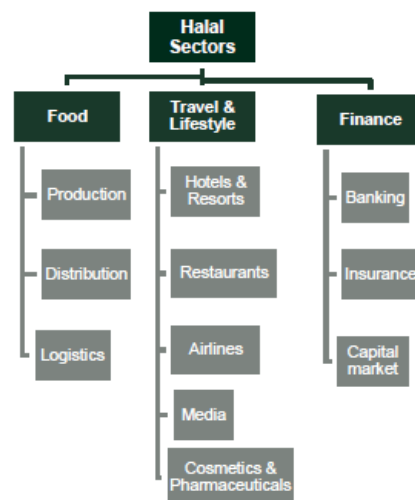 Halal
Sectors
Food
Travel &
Lifestyle
Finance
Production
Distribution
Logistics
Hotels &
Resorts
Restaurants
Airlines
Media
Cosmetics &
Pharmaceuticals
Banking
Insurance
Capital
market